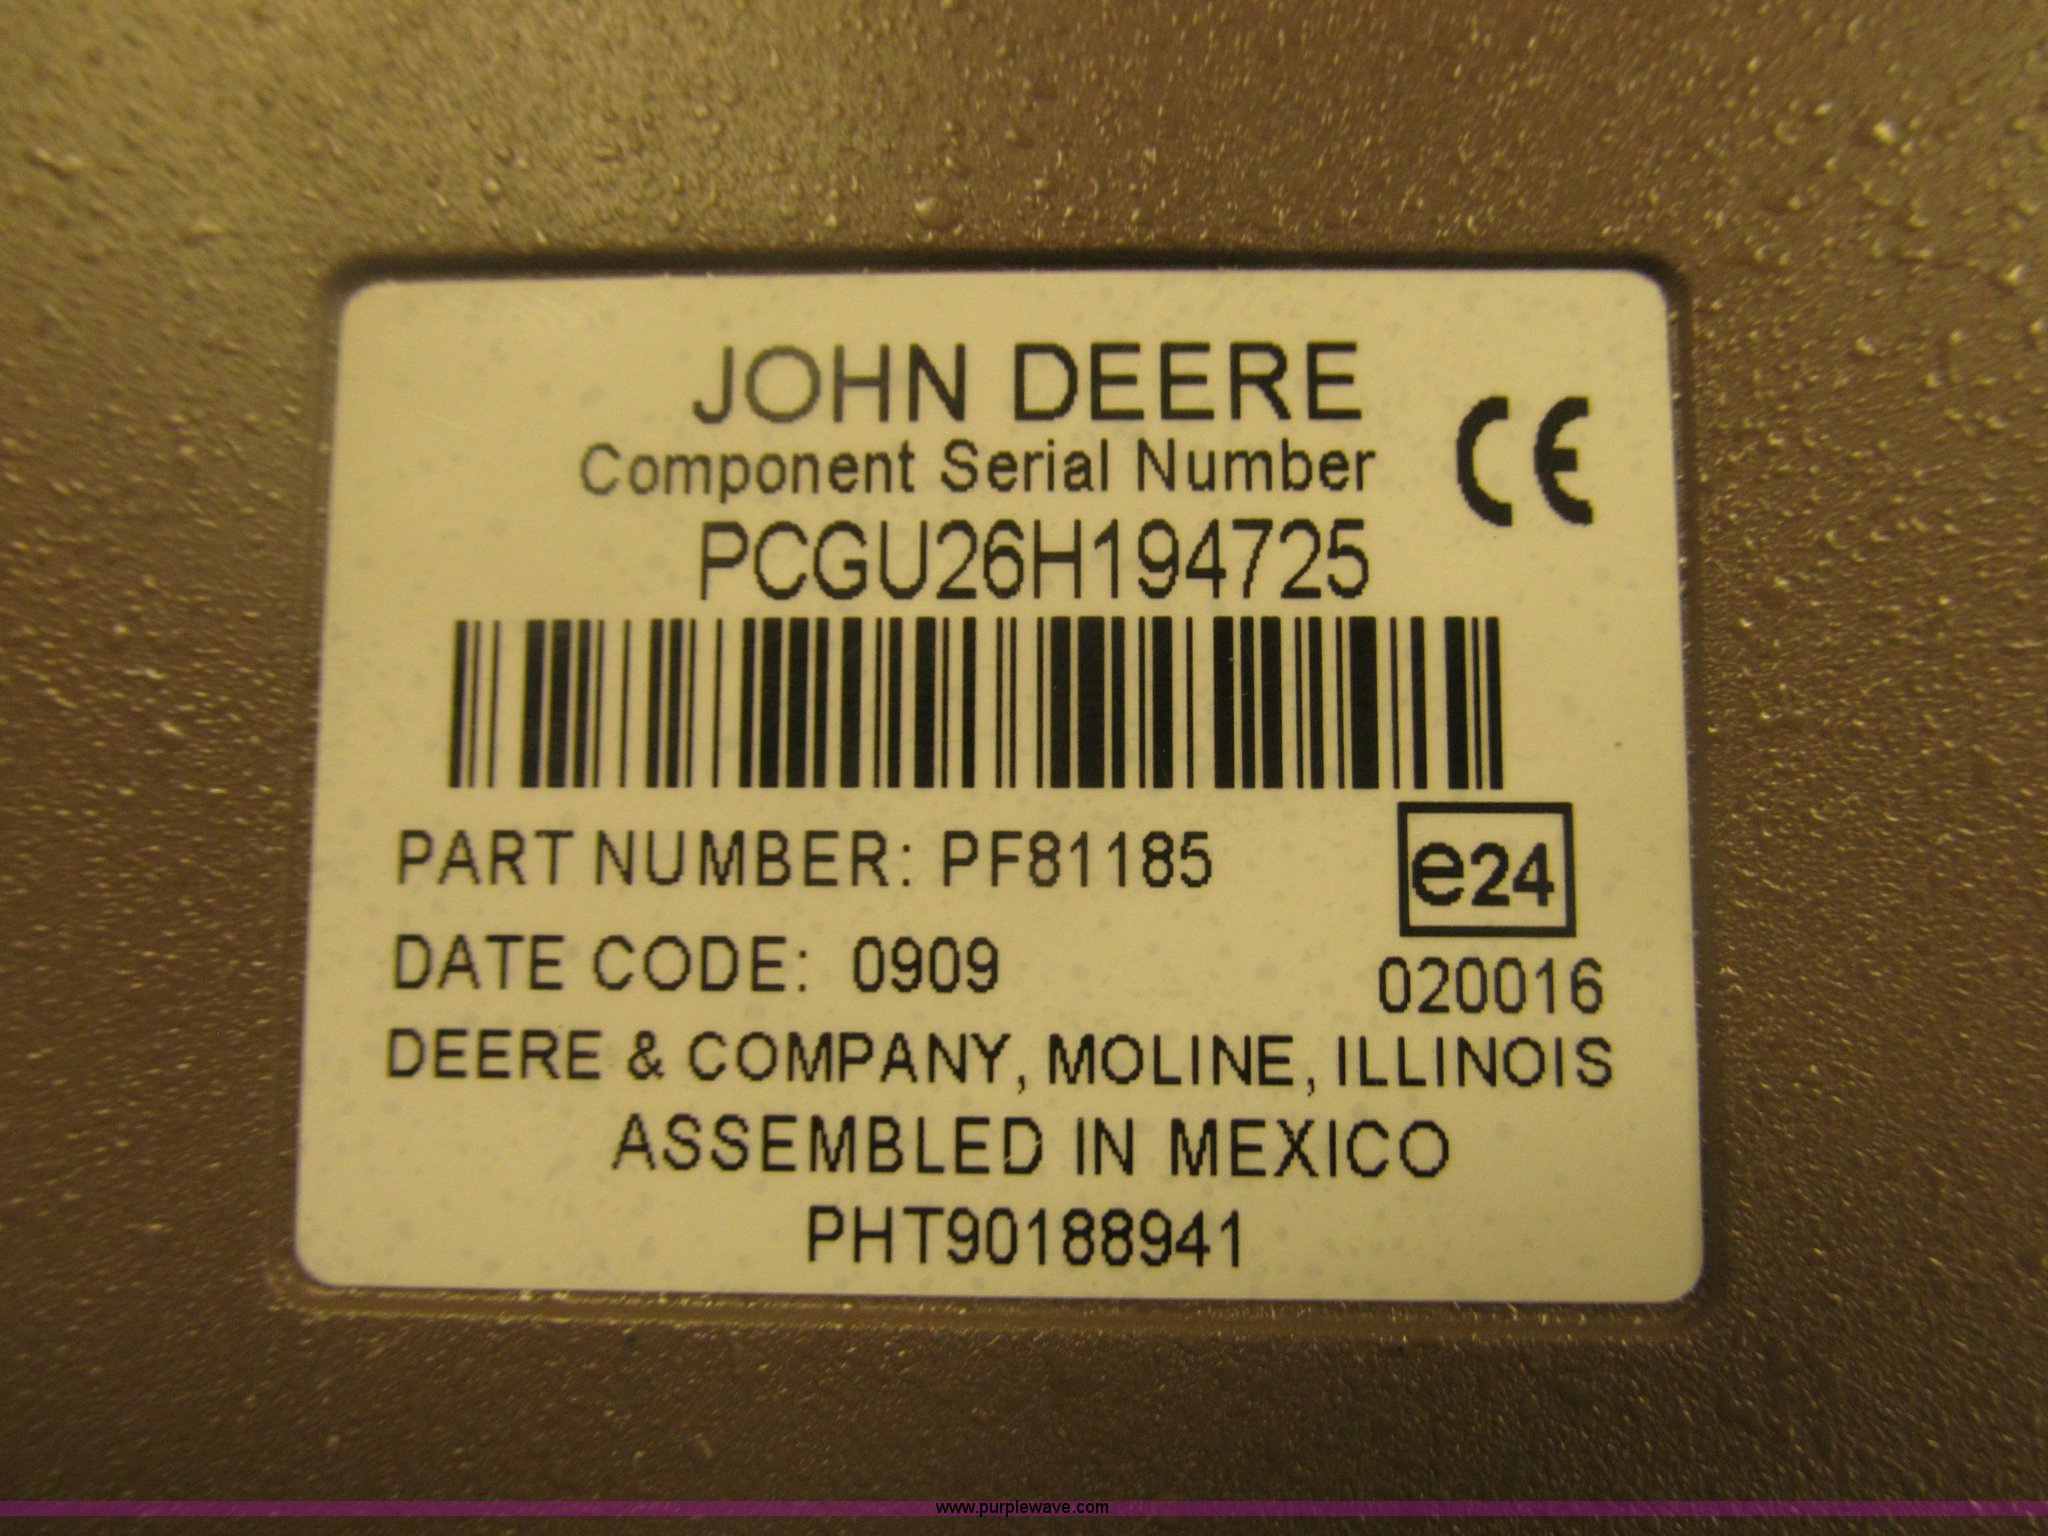 JOHN DEERE
Component Serial Number
CE
PCGU26H194725
PART NUMBER: PF81185
e24
DATE CODE: 0909
020016
DEERE & COMPANY, MOLINE, ILLINOIS
ASSEMBLED IN MEXICO
PHT90188941
www.purplewave.com